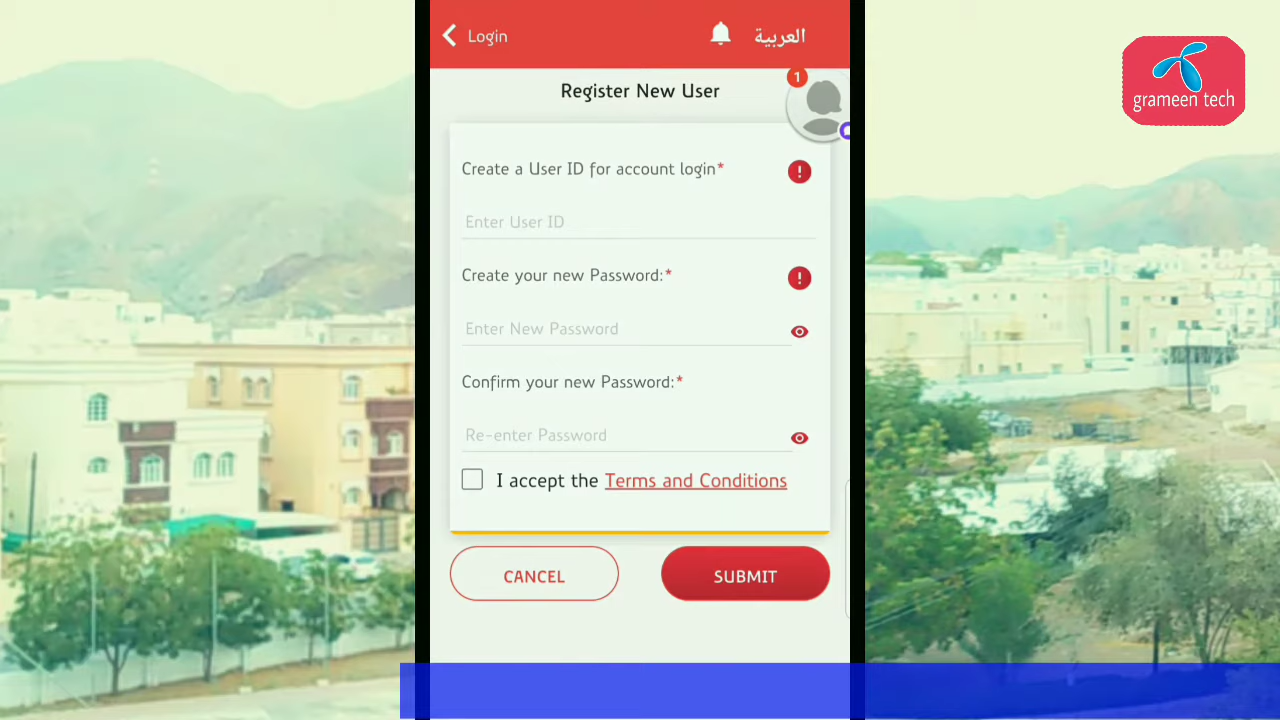 Login
العربية
1
Register New User
grameen tech
Create a User ID for account login*
!
Enter User ID
Create your new Password:*
!
Enter New Password
Confirm your new Password:*
Re-enter Password
I accept the Terms and Conditions
CANCEL
SUBMIT